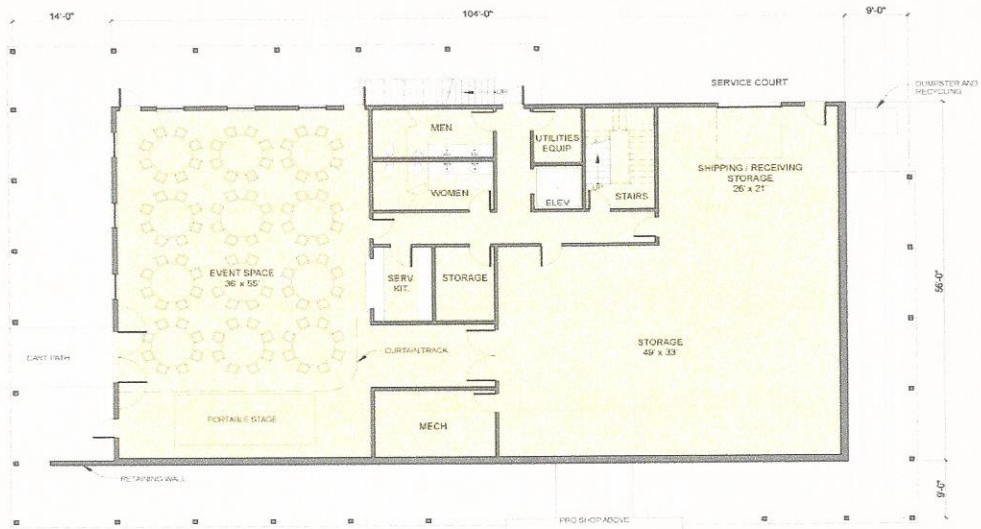 14'-0"
104'-0"
9'-0"
SERVICE COURT
DUMPSTER AND
RECYCLING
UP
MEN
UTILITIES
EQUIP
SHIPPING / RECEIVING
STORAGE
26' x 21'
WOMEN
ELEV
UP
STAIRS
EVENT SPACE
36' x 55'
SERV
KIT.
STORAGE
56'-0"
STORAGE
49' x 33'
CART PATH
CURTAIN TRACK
PORTABLE STAGE
MECH
RETAINING WALL
9'-0"
PRO SHOP ABOVE